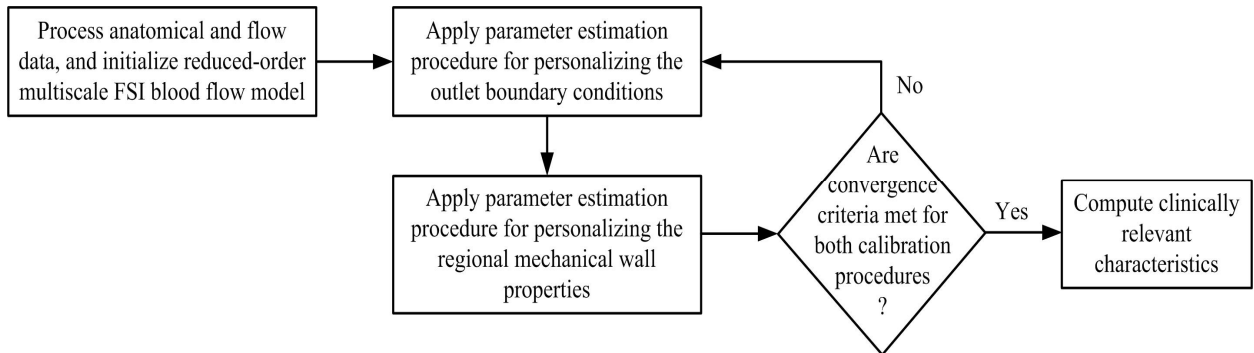 Process anatomical and flow
data, and initialize reduced-order
multiscale FSI blood flow model
Apply parameter estimation
procedure for personalizing the
outlet boundary conditions
Apply parameter estimation
procedure for personalizing the
regional mechanical wall
properties
No
Are
convergence
criteria met for
both calibration
procedures
?
Yes
Compute clinically
relevant
characteristics